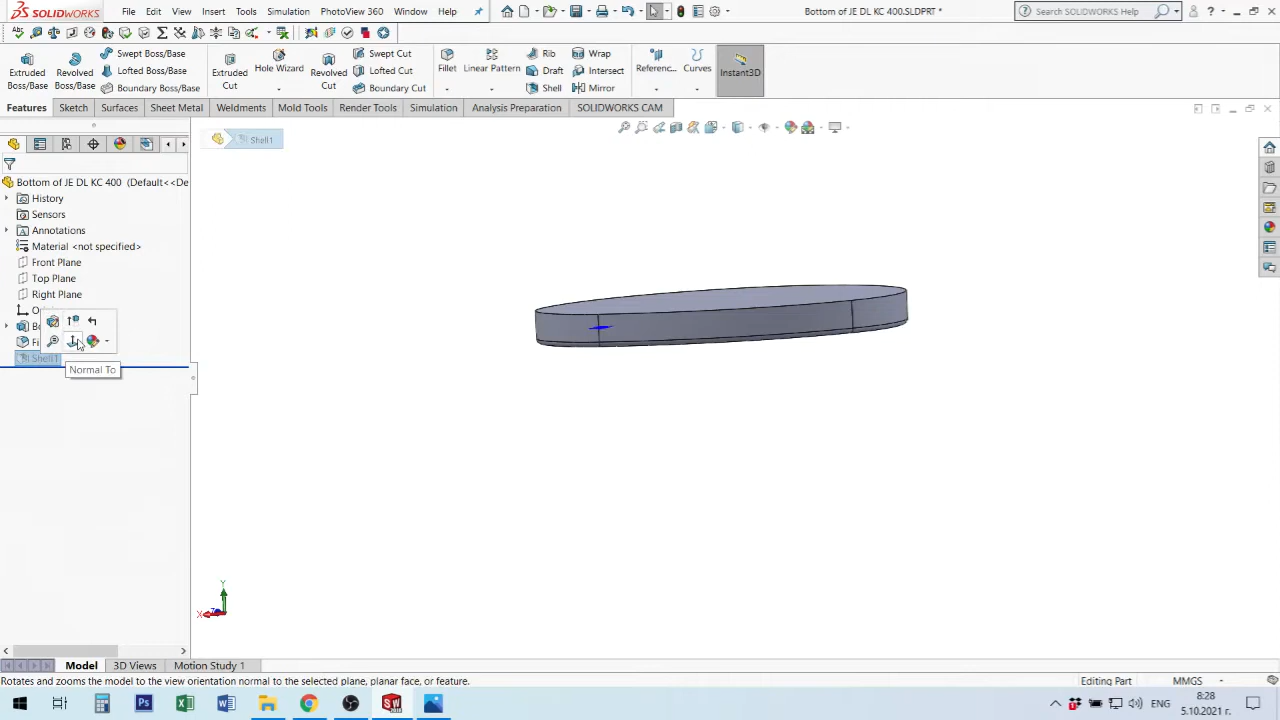 SOLIDWORKS
File Edit View Insert Tools Simulation PhotoView 360 Window Help
Bottom of JE DL KC 400.SLDPRT *
Search SOLIDWORKS Help
Extruded Boss/Base
Revolved Boss/Base
Swept Boss/Base
Lofted Boss/Base
Boundary Boss/Base
Extruded Cut
Hole Wizard
Revolved Cut
Swept Cut
Lofted Cut
Boundary Cut
Fillet
Linear Pattern
Rib
Draft
Shell
Wrap
Intersect
Mirror
Referenc...
Curves
Instant3D
Features Sketch Surfaces Sheet Metal Weldments Mold Tools Render Tools Simulation Analysis Preparation SOLIDWORKS CAM
Shell1
Bottom of JE DL KC 400 (Default<<De
History
Sensors
Annotations
Material <not specified>
Front Plane
Top Plane
Right Plane
Shell1
Normal To
Y
X
Z
Model 3D Views Motion Study 1
Rotates and zooms the model to the view orientation normal to the selected plane, planar face, or feature.
Editing Part
MMGS
ENG
8:28
5.10.2021 г.